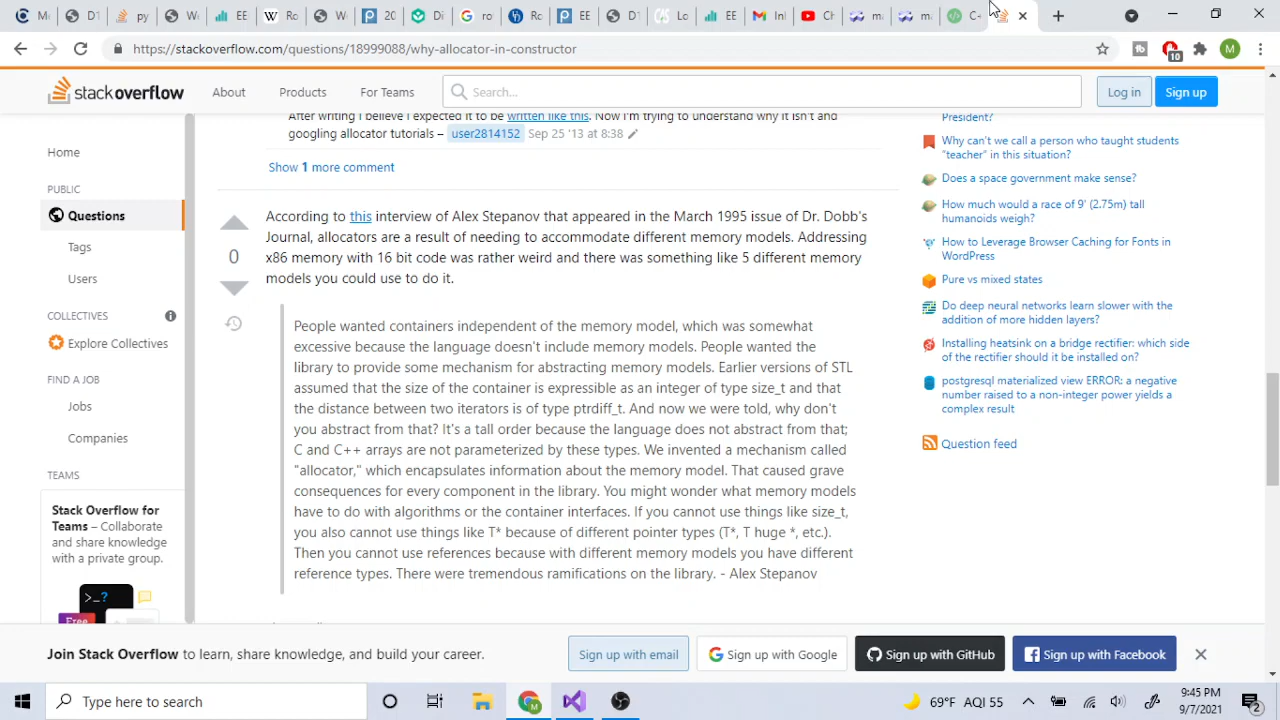 C
D1
py
W
EE
W Ro
W
20
Di
ro
Ro
EE
D1
Lo
EE
In
Ch
ma
ma
C-
https://stackoverflow.com/questions/18999088/why-allocator-in-constructor
10
M
stackoverflow
About
Products
For Teams
Search...
Log in
Sign up
After writing I believe I expected it to be written like this. Now I'm trying to understand why it isn't and
googling allocator tutorials – user2814152 Sep 25 '13 at 8:38
Show 1 more comment
Home
PUBLIC
Questions
Tags
Users
COLLECTIVES
Explore Collectives
FIND A JOB
Jobs
Companies
TEAMS
Stack Overflow for
Teams – Collaborate
and share knowledge
with a private group.
>_?
Free
0
According to this interview of Alex Stepanov that appeared in the March 1995 issue of Dr. Dobb's
Journal, allocators are a result of needing to accommodate different memory models. Addressing
x86 memory with 16 bit code was rather weird and there was something like 5 different memory
models you could use to do it.
People wanted containers independent of the memory model, which was somewhat
excessive because the language doesn't include memory models. People wanted the
library to provide some mechanism for abstracting memory models. Earlier versions of STL
assumed that the size of the container is expressible as an integer of type size_t and that
the distance between two iterators is of type ptrdiff_t. And now we were told, why don't
you abstract from that? It's a tall order because the language does not abstract from that;
C and C++ arrays are not parameterized by these types. We invented a mechanism called
"allocator," which encapsulates information about the memory model. That caused grave
consequences for every component in the library. You might wonder what memory models
have to do with algorithms or the container interfaces. If you cannot use things like size_t,
you also cannot use things like T* because of different pointer types (T*, T huge *, etc.).
Then you cannot use references because with different memory models you have different
reference types. There were tremendous ramifications on the library. - Alex Stepanov
President?
Why can't we call a person who taught students
"teacher" in this situation?
Does a space government make sense?
How much would a race of 9' (2.75m) tall
humanoids weigh?
How to Leverage Browser Caching for Fonts in
WordPress
Pure vs mixed states
Do deep neural networks learn slower with the
addition of more hidden layers?
Installing heatsink on a bridge rectifier: which side
of the rectifier should it be installed on?
postgresql materialized view ERROR: a negative
number raised to a non-integer power yields a
complex result
Question feed
Join Stack Overflow to learn, share knowledge, and build your career.
Sign up with email
Sign up with Google
Sign up with GitHub
Sign up with Facebook
Type here to search
69°F AQI 55
9:45 PM
9/7/2021
2